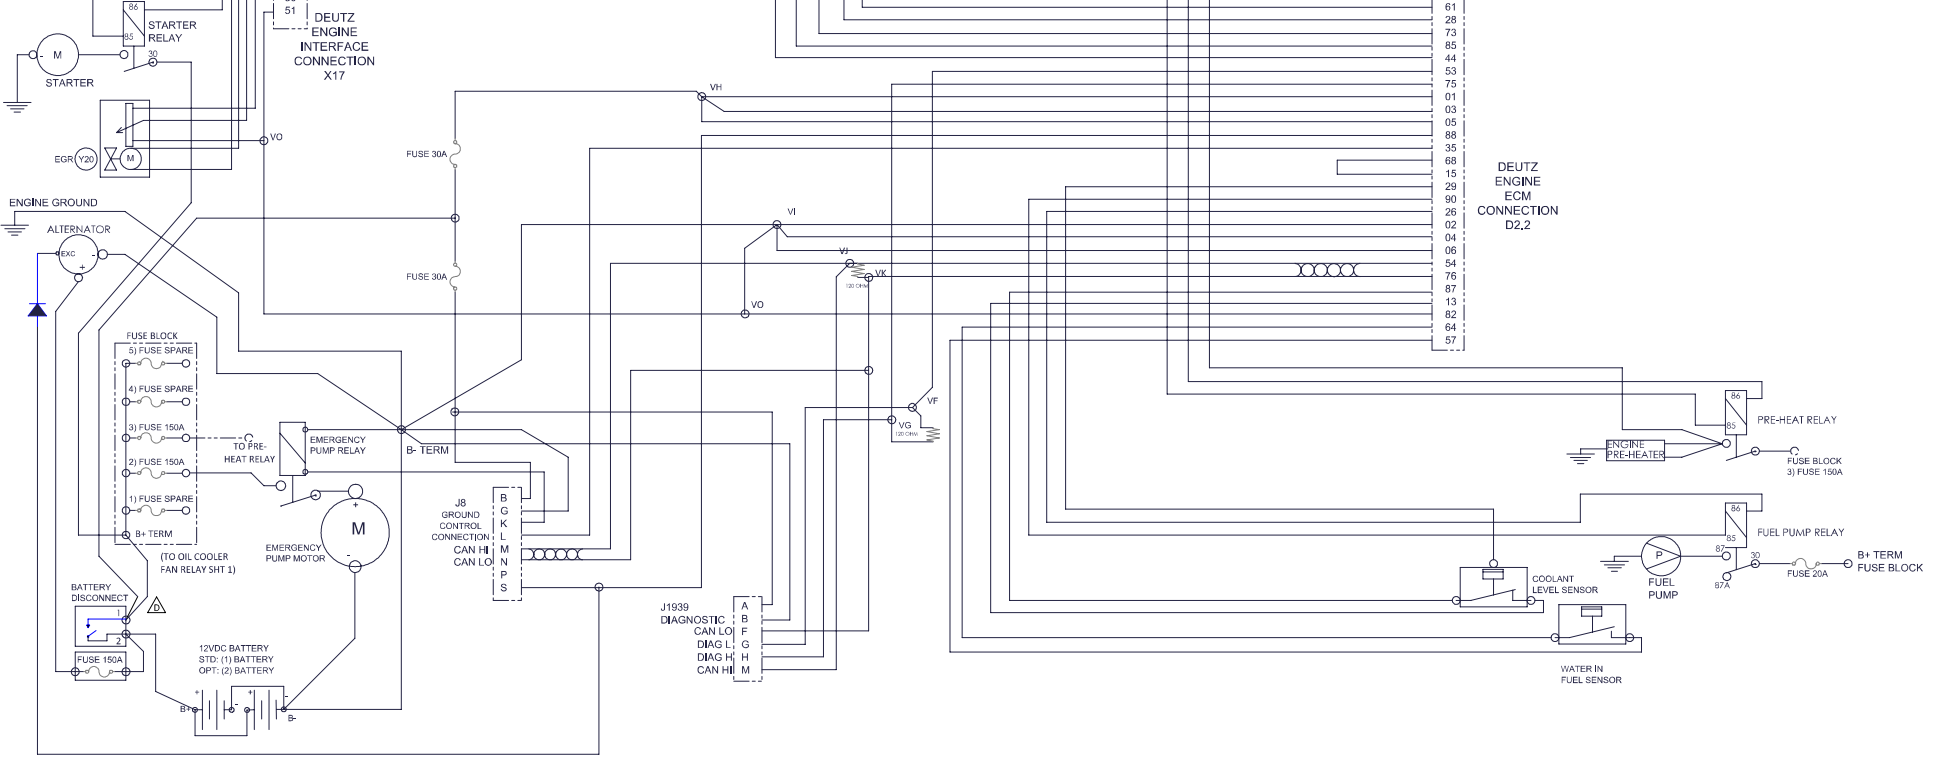 86
STARTER
RELAY
85
30
M
-
STARTER
51
DEUTZ
ENGINE
INTERFACE
CONNECTION
X17
VO
EGR
Y20
M
ENGINE GROUND
ALTERNATOR
EXC
-
+
FUSE 30A
FUSE 30A
VH
VI
VJ
VK
120 OHM
VO
VF
VG
120 OHM
61
28
73
85
44
53
75
01
03
05
88
35
68
15
29
90
26
02
04
06
54
76
87
13
82
64
57
DEUTZ
ENGINE
ECM
CONNECTION
D2.2
FUSE BLOCK
5) FUSE SPARE
4) FUSE SPARE
3) FUSE 150A
2) FUSE 150A
1) FUSE SPARE
B+ TERM
(TO OIL COOLER
FAN RELAY SHT 1)
TO PRE-
HEAT RELAY
EMERGENCY
PUMP RELAY
B- TERM
+
M
-
EMERGENCY
PUMP MOTOR
J8
GROUND
CONTROL
CONNECTION
CAN HI
CAN LO
B
G
K
L
M
N
P
S
BATTERY
DISCONNECT
1
2
D
FUSE 150A
12VDC BATTERY
STD: (1) BATTERY
OPT: (2) BATTERY
B+
+
-
+
-
B-
J1939
DIAGNOSTIC
CAN LO
DIAG L
DIAG H
CAN HI
A
B
F
G
H
M
86
85
PRE-HEAT RELAY
ENGINE
PRE-HEATER
FUSE BLOCK
3) FUSE 150A
86
85
FUEL PUMP RELAY
87
30
87A
P
FUEL
PUMP
FUSE 20A
B+ TERM
FUSE BLOCK
COOLANT
LEVEL SENSOR
WATER IN
FUEL SENSOR